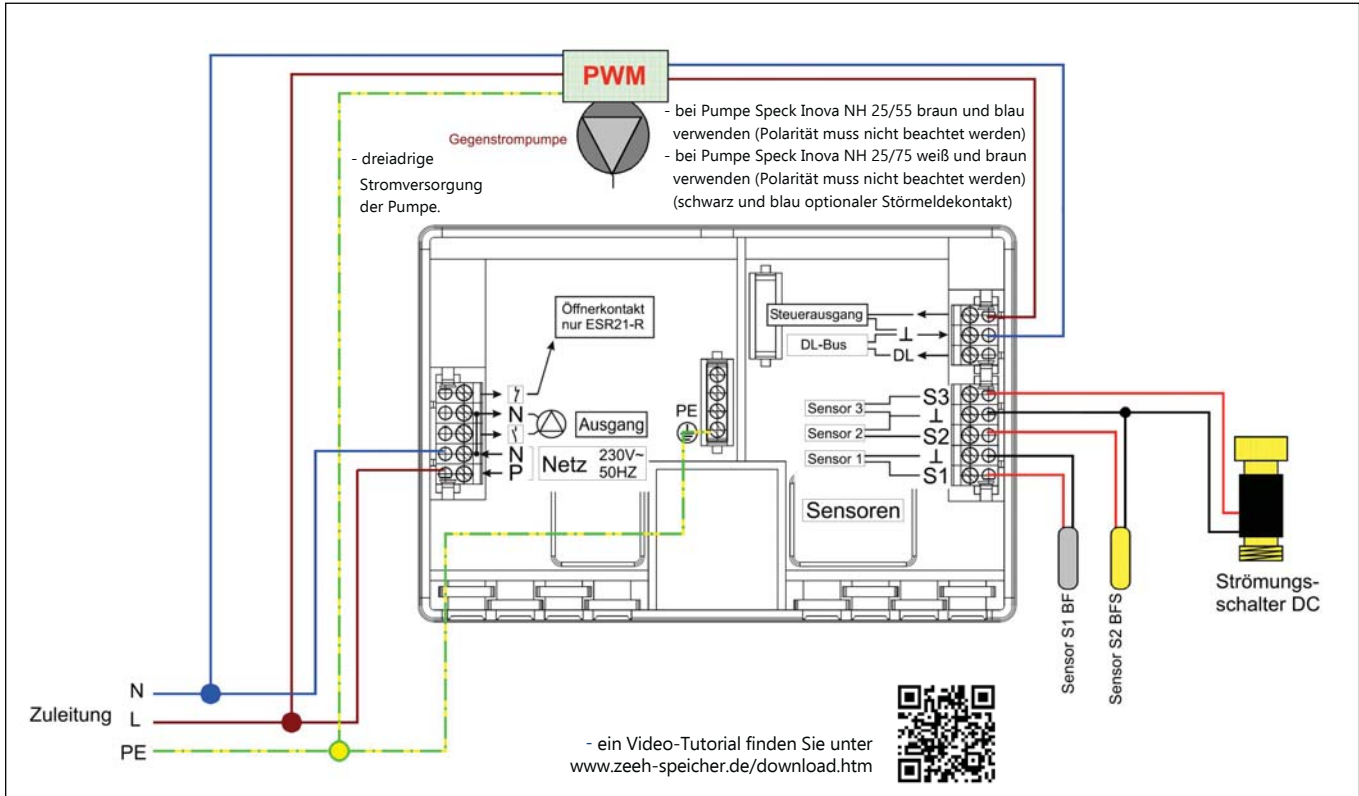 PWM
Gegenstrompumpe
- bei Pumpe Speck Inova NH 25/55 braun und blau
verwenden (Polarität muss nicht beachtet werden)
- bei Pumpe Speck Inova NH 25/75 weiß und braun
verwenden (Polarität muss nicht beachtet werden)
(schwarz und blau optionaler Störmeldekontakt)
- dreiadrige
Stromversorgung
der Pumpe.
Öffnerkontakt
nur ESR21-R
Steuerausgang
DL-Bus
DL
N
Ausgang
N
P
Netz
230V~
50HZ
PE
Sensor 3
Sensor 2
Sensor 1
S3
S2
S1
Sensoren
Sensor S1 BF
Sensor S2 BFS
Strömungs-
schalter DC
Zuleitung
N
L
PE
- ein Video-Tutorial finden Sie unter
www.zeeh-speicher.de/download.htm